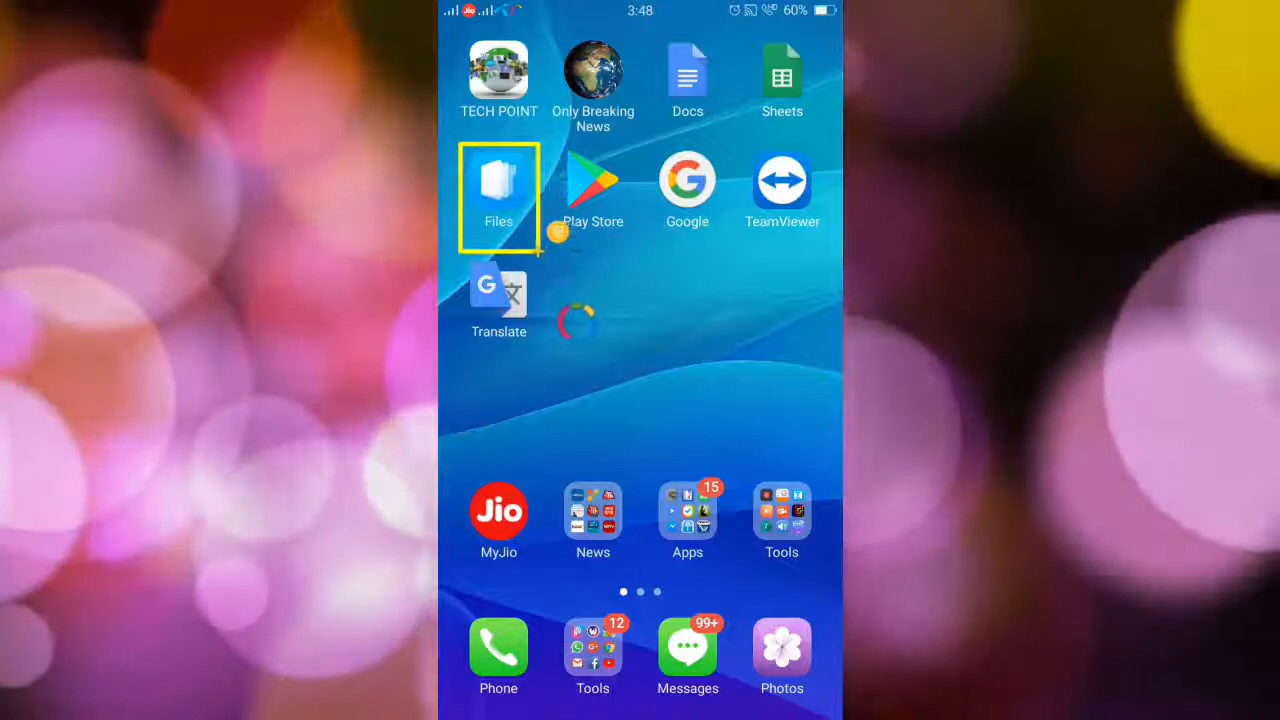 3:48
60%
TECH POINT
Only Breaking
News
Docs
Sheets
Files
Play Store
Google
TeamViewer
G
Translate
15
Jio
MyJio
News
Apps
Tools
12
99+
Phone
Tools
Messages
Photos